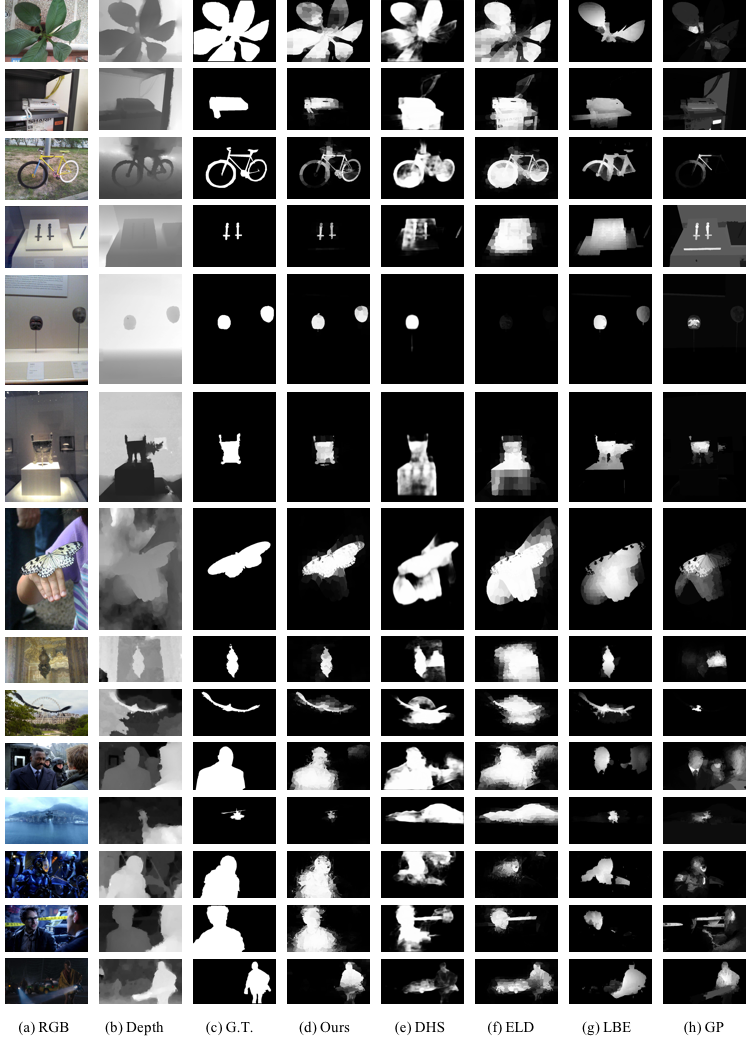 (a) RGB
(b) Depth
(c) G.T.
(d) Ours
(e) DHS
(f) ELD
(g) LBE
(h) GP